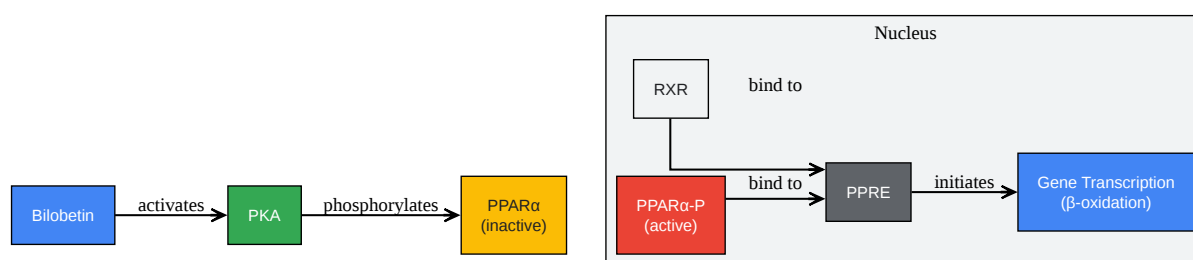 Nucleus
RXR
bind to
Bilobetin
activates
PKA
phosphorylates
PPARα
(inactive)
PPARα-P
(active)
bind to
PPRE
initiates
Gene Transcription
(β-oxidation)